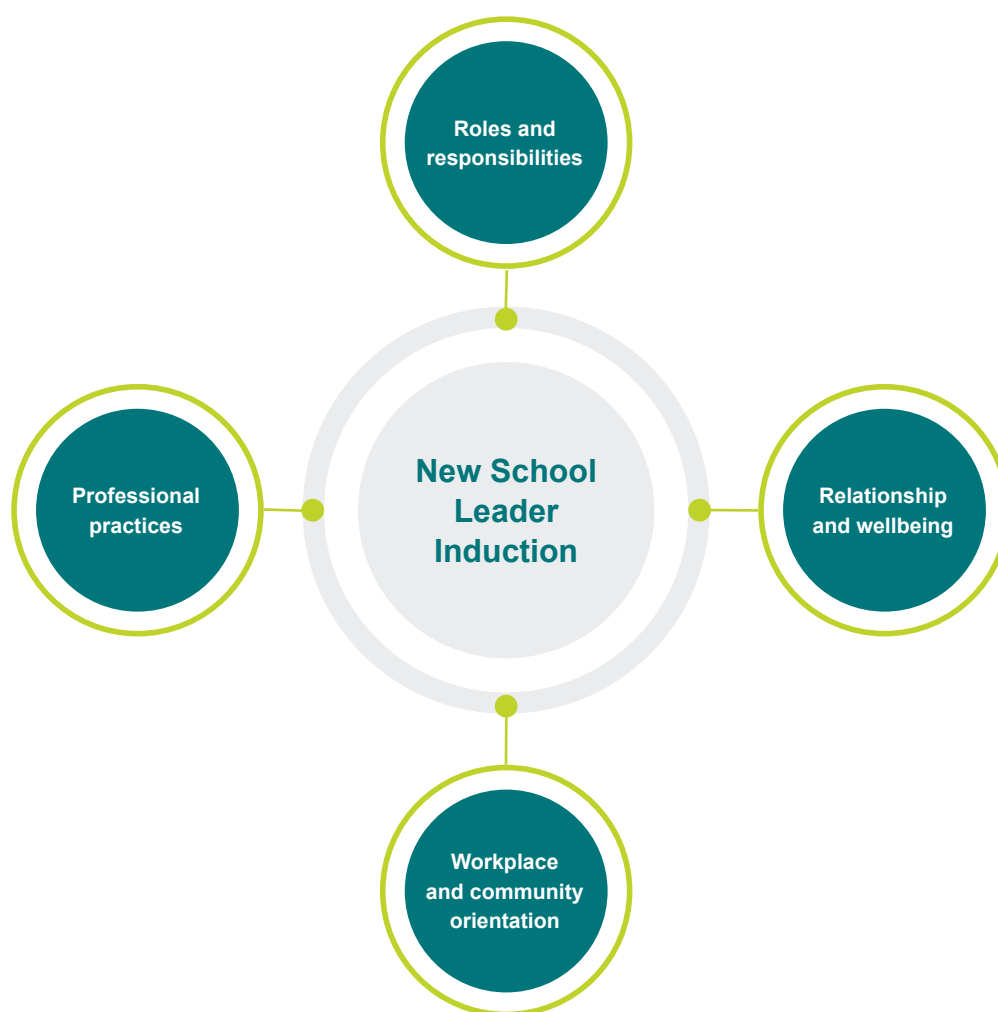 Roles and
responsibilities
Professional
practices
New School
Leader
Induction
Relationship
and wellbeing
Workplace
and community
orientation